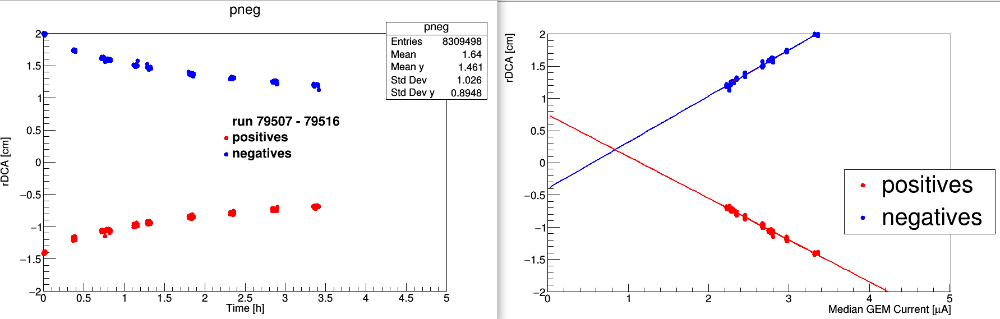 pneg
pneg
Entries 8309498
Mean 1.64
Mean y 1.461
Std Dev 1.026
Std Dev y 0.8948
run 79507 - 79516
positives
negatives
rDCA [cm]
2
1.5
1
0.5
0
−0.5
−1
−1.5
−2
0 0.5 1 1.5 2 2.5 3 3.5 4 4.5 5
Time [h]
rDCA [cm]
2
1.5
1
0.5
0
−0.5
−1
−1.5
−2
0 1 2 3 4 5
Median GEM Current [μA]
positives
negatives